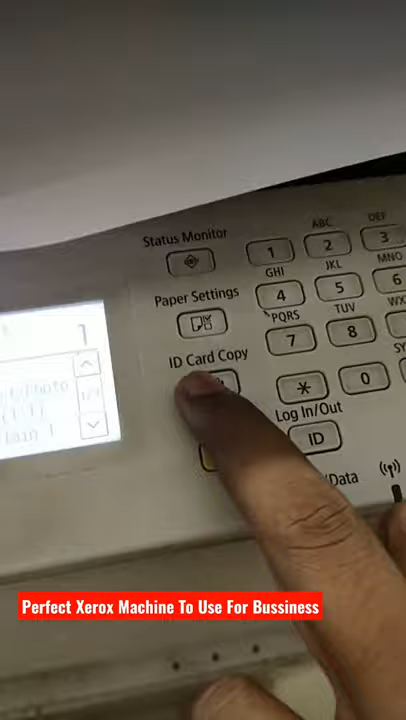 Status Monitor
Paper Settings
ID Card Copy
1
ABC
2
DEF
3
GHI
4
JKL
5
MNO
6
PQRS
7
TUV
8
0
Log In/Out
ID
/Data
1
Perfect Xerox Machine To Use For Bussiness